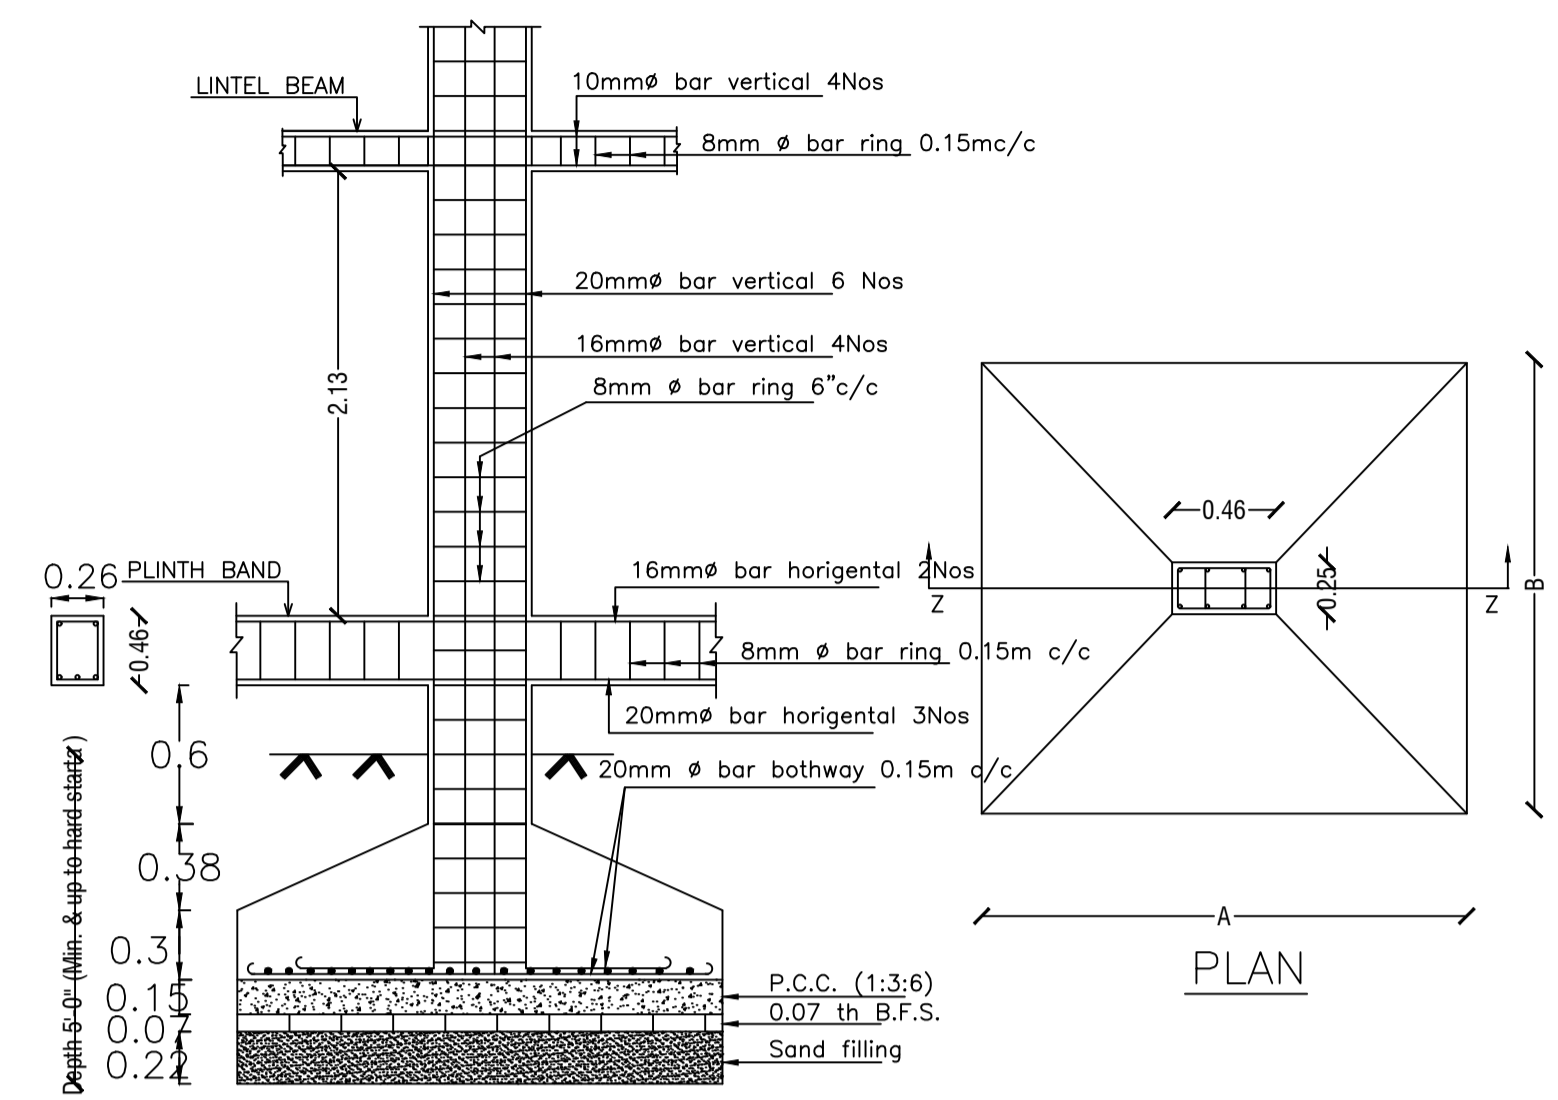 LINTEL BEAM
10mmø bar vertical 4Nos
8mm ø bar ring 0.15mc/c
20mmø bar vertical 6 Nos
16mmø bar vertical 4Nos
8mm ø bar ring 6"c/c
2.13
0.26
PLINTH BAND
16mmø bar horigental 2Nos
0.46
8mm ø bar ring 0.15m c/c
20mmø bar horigental 3Nos
0.6
20mm ø bar bothway 0.15m c/c
0.38
0.3
0.15
0.07
0.22
Depth 5'-0" (Min. & up to hard starta )
P.C.C. (1:3:6)
0.07 th B.F.S.
Sand filling
0.46
0.25
Z
Z
B
A
PLAN